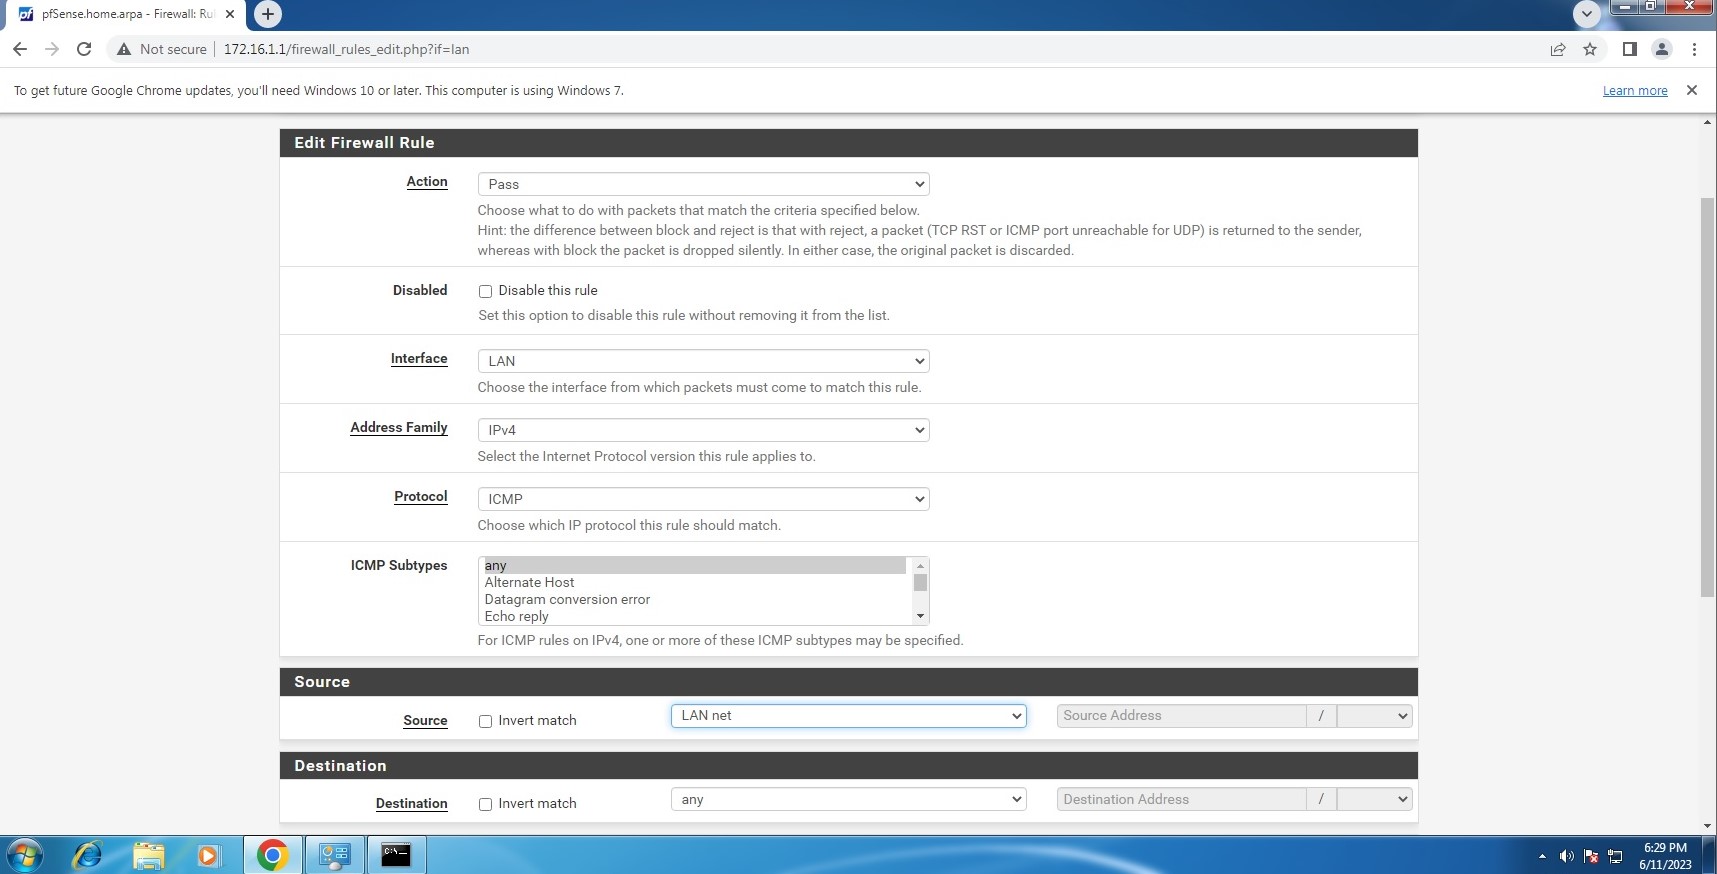 pfSense.home.arpa - Firewall: Ru
Not secure
172.16.1.1/firewall_rules_edit.php?if=lan
To get future Google Chrome updates, you'll need Windows 10 or later. This computer is using Windows 7.
Learn more
Edit Firewall Rule
Action
Pass
Choose what to do with packets that match the criteria specified below.
Hint: the difference between block and reject is that with reject, a packet (TCP RST or ICMP port unreachable for UDP) is returned to the sender,
whereas with block the packet is dropped silently. In either case, the original packet is discarded.
Disabled
Disable this rule
Set this option to disable this rule without removing it from the list.
Interface
LAN
Choose the interface from which packets must come to match this rule.
Address Family
IPv4
Select the Internet Protocol version this rule applies to.
Protocol
ICMP
Choose which IP protocol this rule should match.
ICMP Subtypes
any
Alternate Host
Datagram conversion error
Echo reply
For ICMP rules on IPv4, one or more of these ICMP subtypes may be specified.
Source
Source
Invert match
LAN net
Source Address
/
Destination
Destination
Invert match
any
Destination Address
/
6:29 PM
6/11/2023